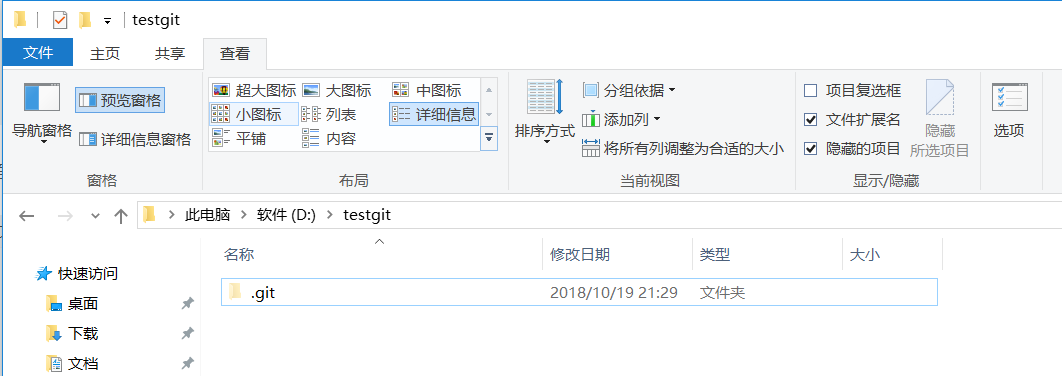 testgit
文件 主页 共享 查看
超大图标 大图标 中图标 分组依据 项目复选框
预览窗格 小图标 列表 详细信息 添加列 文件扩展名
导航窗格 详细信息窗格 平铺 内容 排序方式 将所有列调整为合适的大小 隐藏的项目 隐藏 所选项目 选项
窗格 布局 当前视图 显示/隐藏
此电脑 软件 (D:) testgit
名称 修改日期 类型 大小
快速访问
.git 2018/10/19 21:29 文件夹
桌面
下载
文档